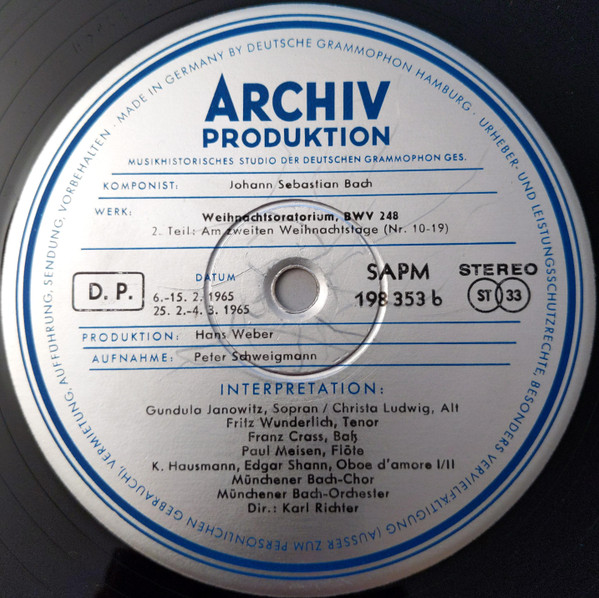 MADE IN GERMANY BY DEUTSCHE GRAMMOPHON HAMBURG · URHEBER- UND LEISTUNGSSCHUTZRECHTE, BESONDERS VERVIELFÄLTIGUNG (AUSSER ZUM PERSÖNLICHEN GEBRAUCH), VERMIETUNG, AUFFÜHRUNG, SENDUNG, VORBEHALTEN ·
ARCHIV
PRODUKTION
MUSIKHISTORISCHES STUDIO DER DEUTSCHEN GRAMMOPHON GES.
KOMPONIST: Johann Sebastian Bach
WERK: Weihnachtsoratorium, BWV 248
2. Teil: Am zweiten Weihnachtstage (Nr. 10-19)
D. P.
DATUM
6.-15. 2. 1965
25. 2.-4. 3. 1965
SAPM
198 353 b
STEREO
ST 33
PRODUKTION: Hans Weber
AUFNAHME: Peter Schweigmann
INTERPRETATION:
Gundula Janowitz, Sopran / Christa Ludwig, Alt
Fritz Wunderlich, Tenor
Franz Crass, Baß
Paul Meisen, Flöte
K. Hausmann, Edgar Shann, Oboe d'amore I/II
Münchener Bach-Chor
Münchener Bach-Orchester
Dir.: Karl Richter